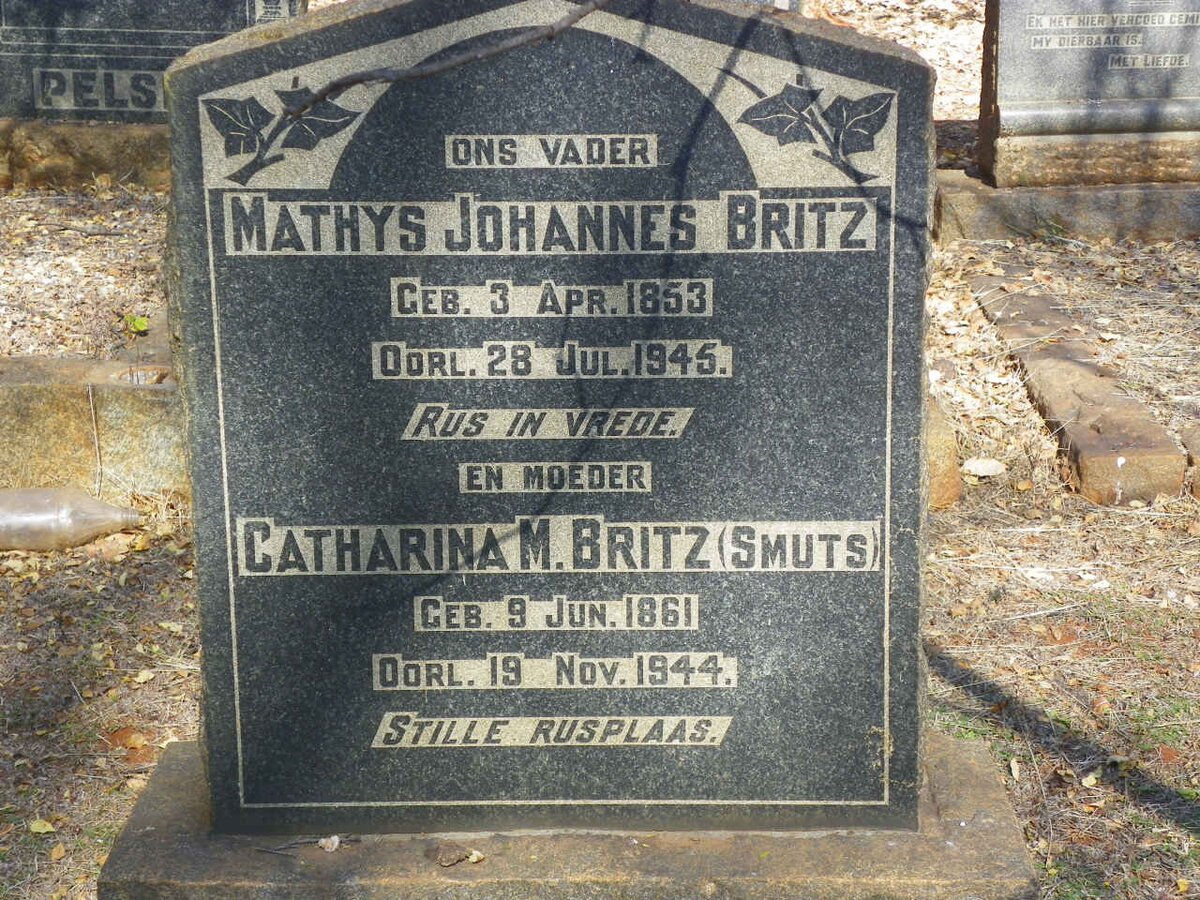 PELS
EK HET HIER VERGOED GEM
MY DIERBAAR IS.
MET LIEFDE.
ONS VADER
MATHYS JOHANNES BRITZ
GEB. 3 APR. 1853
OORL. 28 JUL. 1945.
RUS IN VREDE.
EN MOEDER
CATHARINA M. BRITZ (SMUTS)
GEB. 9 JUN. 1861
OORL. 19 NOV. 1944.
STILLE RUSPLAAS.